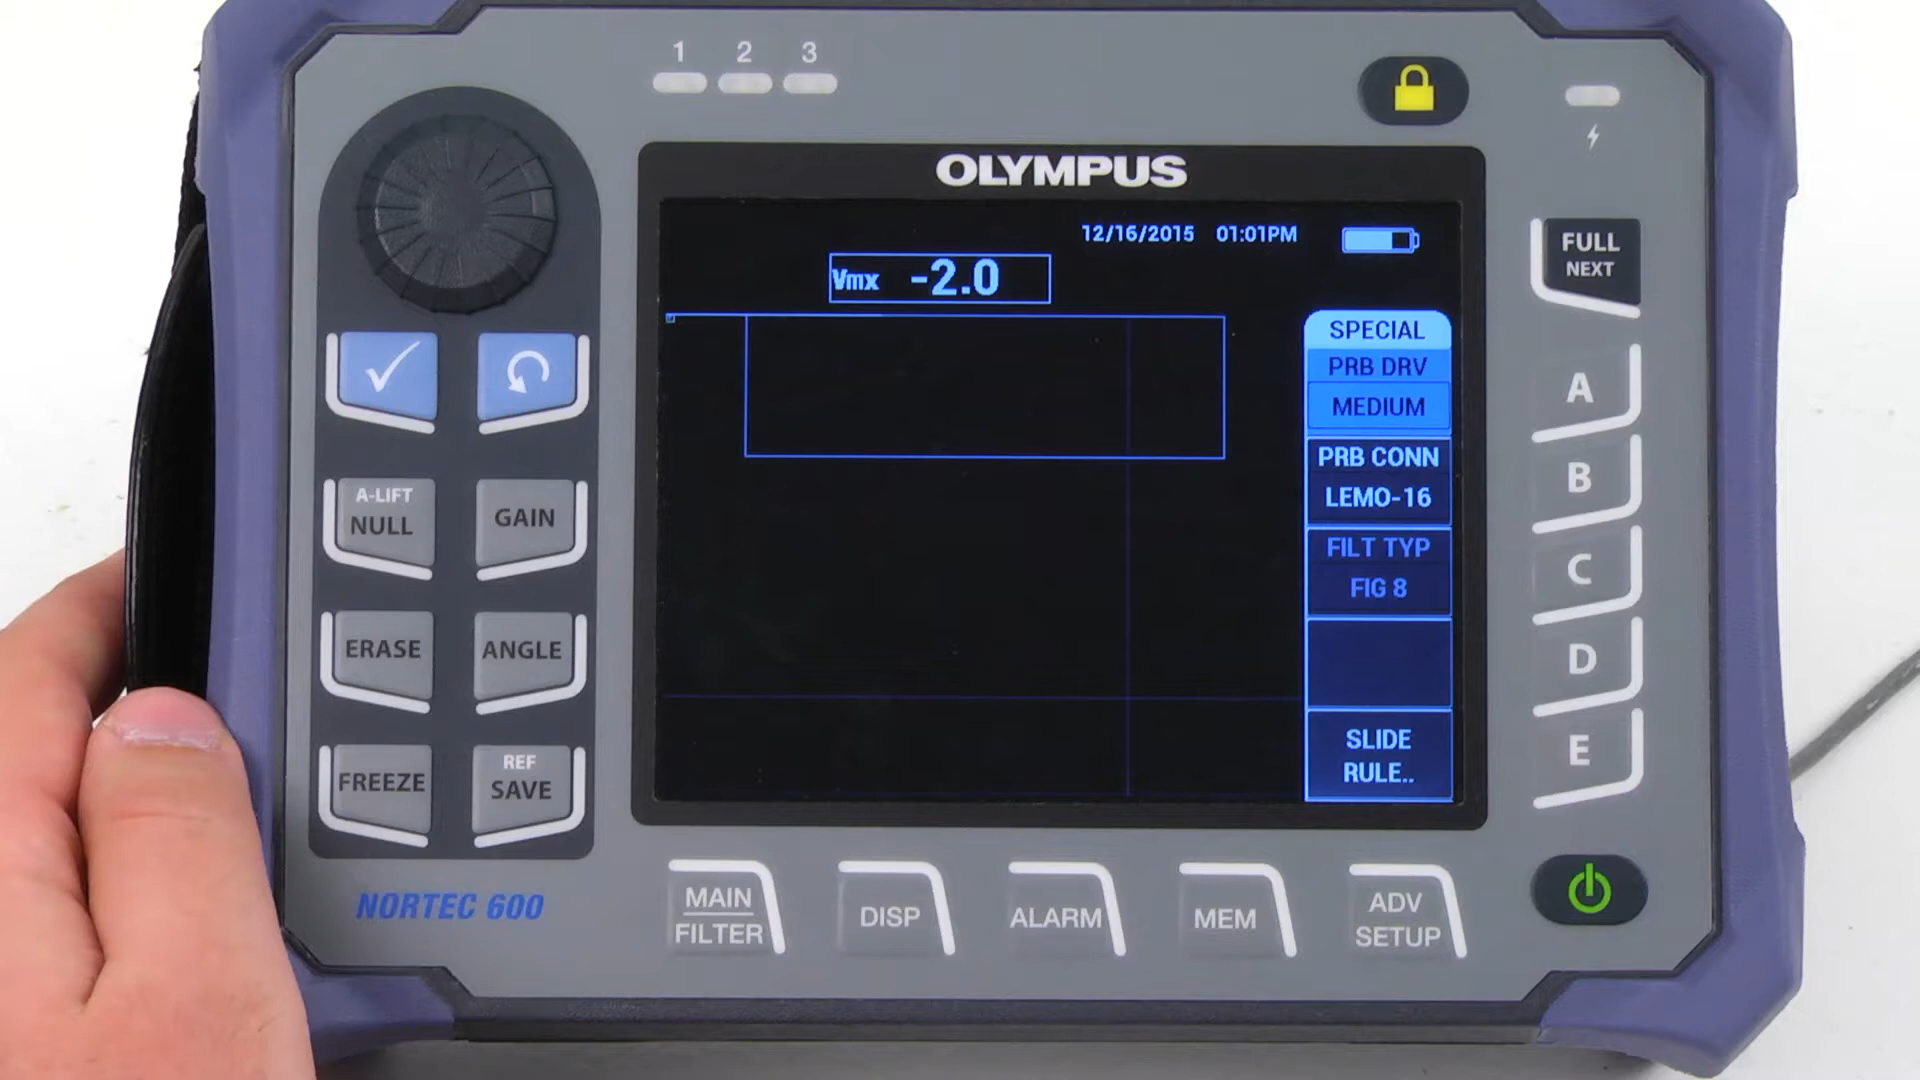 1 2 3
OLYMPUS
12/16/2015 01:01PM
Vmx -2.0
SPECIAL
PRB DRV
MEDIUM
PRB CONN
LEMO-16
FILT TYP
FIG 8
SLIDE
RULE..
FULL
NEXT
A
B
C
D
E
A-LIFT
NULL
GAIN
ERASE
ANGLE
FREEZE
REF
SAVE
NORTEC 600
MAIN
FILTER
DISP
ALARM
MEM
ADV
SETUP